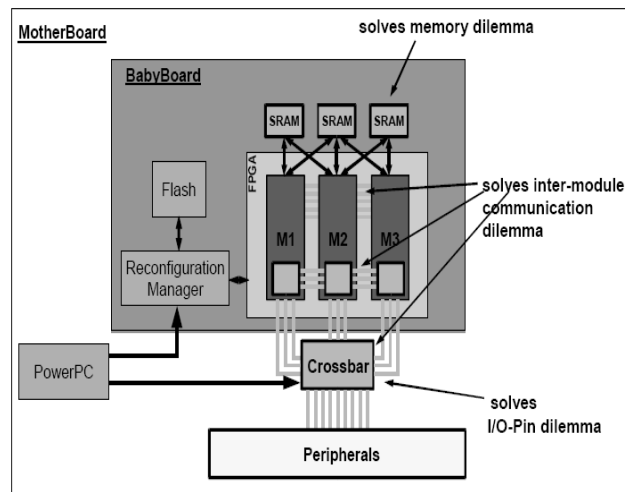 MotherBoard
solves memory dilemma
BabyBoard
SRAM
SRAM
SRAM
FPGA
Flash
solves inter-module
communication
dilemma
M1
M2
M3
Reconfiguration
Manager
PowerPC
Crossbar
solves
I/O-Pin dilemma
Peripherals